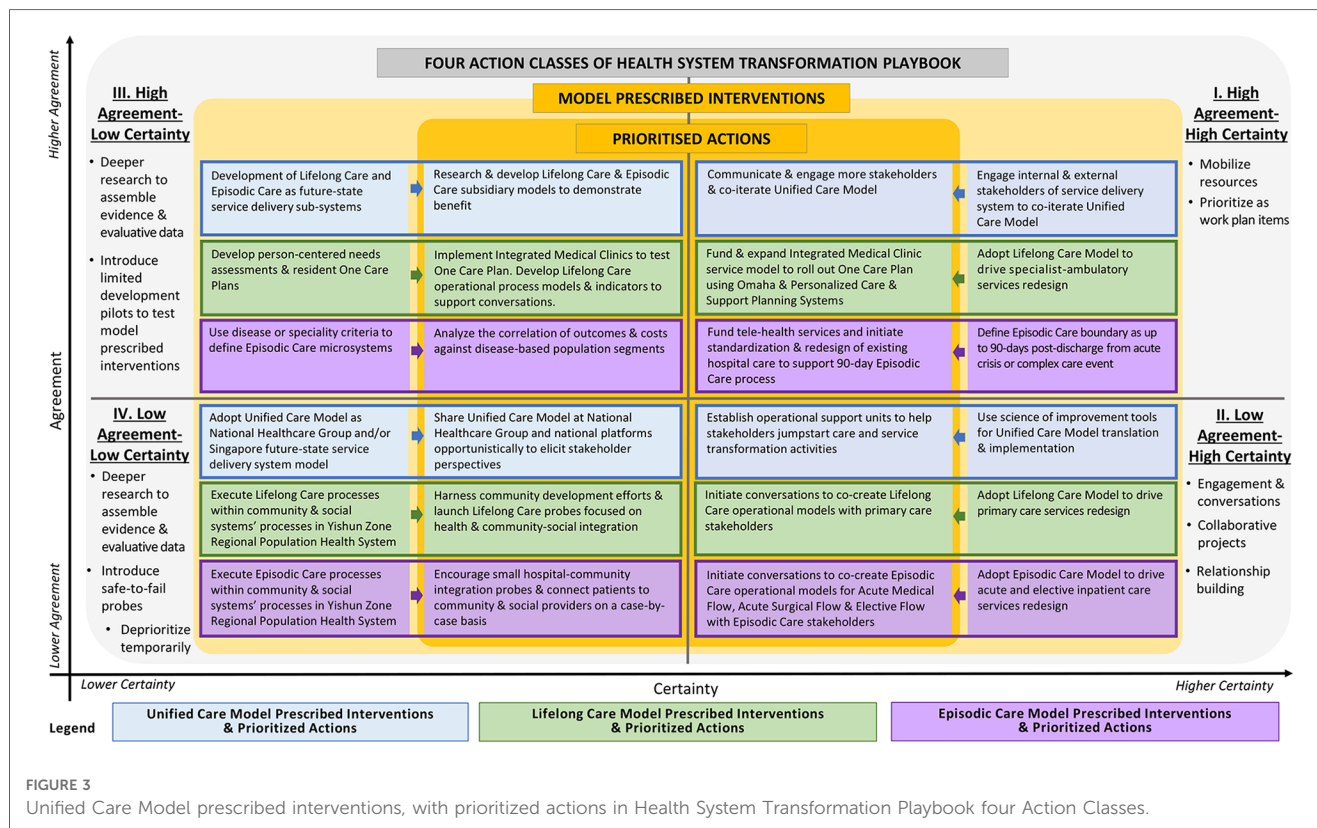 FOUR ACTION CLASSES OF HEALTH SYSTEM TRANSFORMATION PLAYBOOK
MODEL PRESCRIBED INTERVENTIONS
PRIORITISED ACTIONS
Higher Agreement
Agreement
Lower Agreement
III. High
Agreement-
Low Certainty
• Deeper
research to
assemble
evidence &
evaluative data
• Introduce
limited
development
pilots to test
model
prescribed
interventions
Development of Lifelong Care and
Episodic Care as future-state
service delivery sub-systems
Research & develop Lifelong Care & Episodic
Care subsidiary models to demonstrate
benefit
Communicate & engage more stakeholders
& co-iterate Unified Care Model
Engage internal & external
stakeholders of service delivery
system to co-iterate Unified
Care Model
Develop person-centered needs
assessments & resident One Care
Plans
Implement Integrated Medical Clinics to test
One Care Plan. Develop Lifelong Care
operational process models & indicators to
support conversations.
Fund & expand Integrated Medical Clinic
service model to roll out One Care Plan
using Omaha & Personalized Care &
Support Planning Systems
Adopt Lifelong Care Model to
drive specialist-ambulatory
services redesign
Use disease or speciality criteria to
define Episodic Care microsystems
Analyze the correlation of outcomes & costs
against disease-based population segments
Fund tele-health services and initiate
standardization & redesign of existing
hospital care to support 90-day Episodic
Care process
Define Episodic Care boundary as up
to 90-days post-discharge from acute
crisis or complex care event
I. High
Agreement-
High Certainty
• Mobilize
resources
• Prioritize as
work plan items
IV. Low
Agreement-
Low Certainty
• Deeper
research to
assemble
evidence &
evaluative data
• Introduce
safe-to-fail
probes
• Deprioritize
temporarily
Adopt Unified Care Model as
National Healthcare Group and/or
Singapore future-state service
delivery system model
Share Unified Care Model at National
Healthcare Group and national platforms
opportunistically to elicit stakeholder
perspectives
Establish operational support units to help
stakeholders jumpstart care and service
transformation activities
Use science of improvement tools
for Unified Care Model translation
& implementation
Execute Lifelong Care processes
within community & social
systems' processes in Yishun Zone
Regional Population Health System
Harness community development efforts &
launch Lifelong Care probes focused on
health & community-social integration
Initiate conversations to co-create Lifelong
Care operational models with primary care
stakeholders
Adopt Lifelong Care Model to drive
primary care services redesign
Execute Episodic Care processes
within community & social
systems' processes in Yishun Zone-
Regional Population Health System
Encourage small hospital-community
integration probes & connect patients to
community & social providers on a case-by-
case basis
Initiate conversations to co-create Episodic
Care operational models for Acute Medical
Flow, Acute Surgical Flow & Elective Flow
with Episodic Care stakeholders
Adopt Episodic Care Model to drive
acute and elective inpatient care
services redesign
II. Low
Agreement-
High Certainty
• Engagement &
conversations
• Collaborative
projects
• Relationship
building
Lower Certainty
Certainty
Higher Certainty
Legend
Unified Care Model Prescribed Interventions
& Prioritized Actions
Lifelong Care Model Prescribed Interventions
& Prioritized Actions
Episodic Care Model Prescribed Interventions
& Prioritized Actions
FIGURE 3
Unified Care Model prescribed interventions, with prioritized actions in Health System Transformation Playbook four Action Classes.